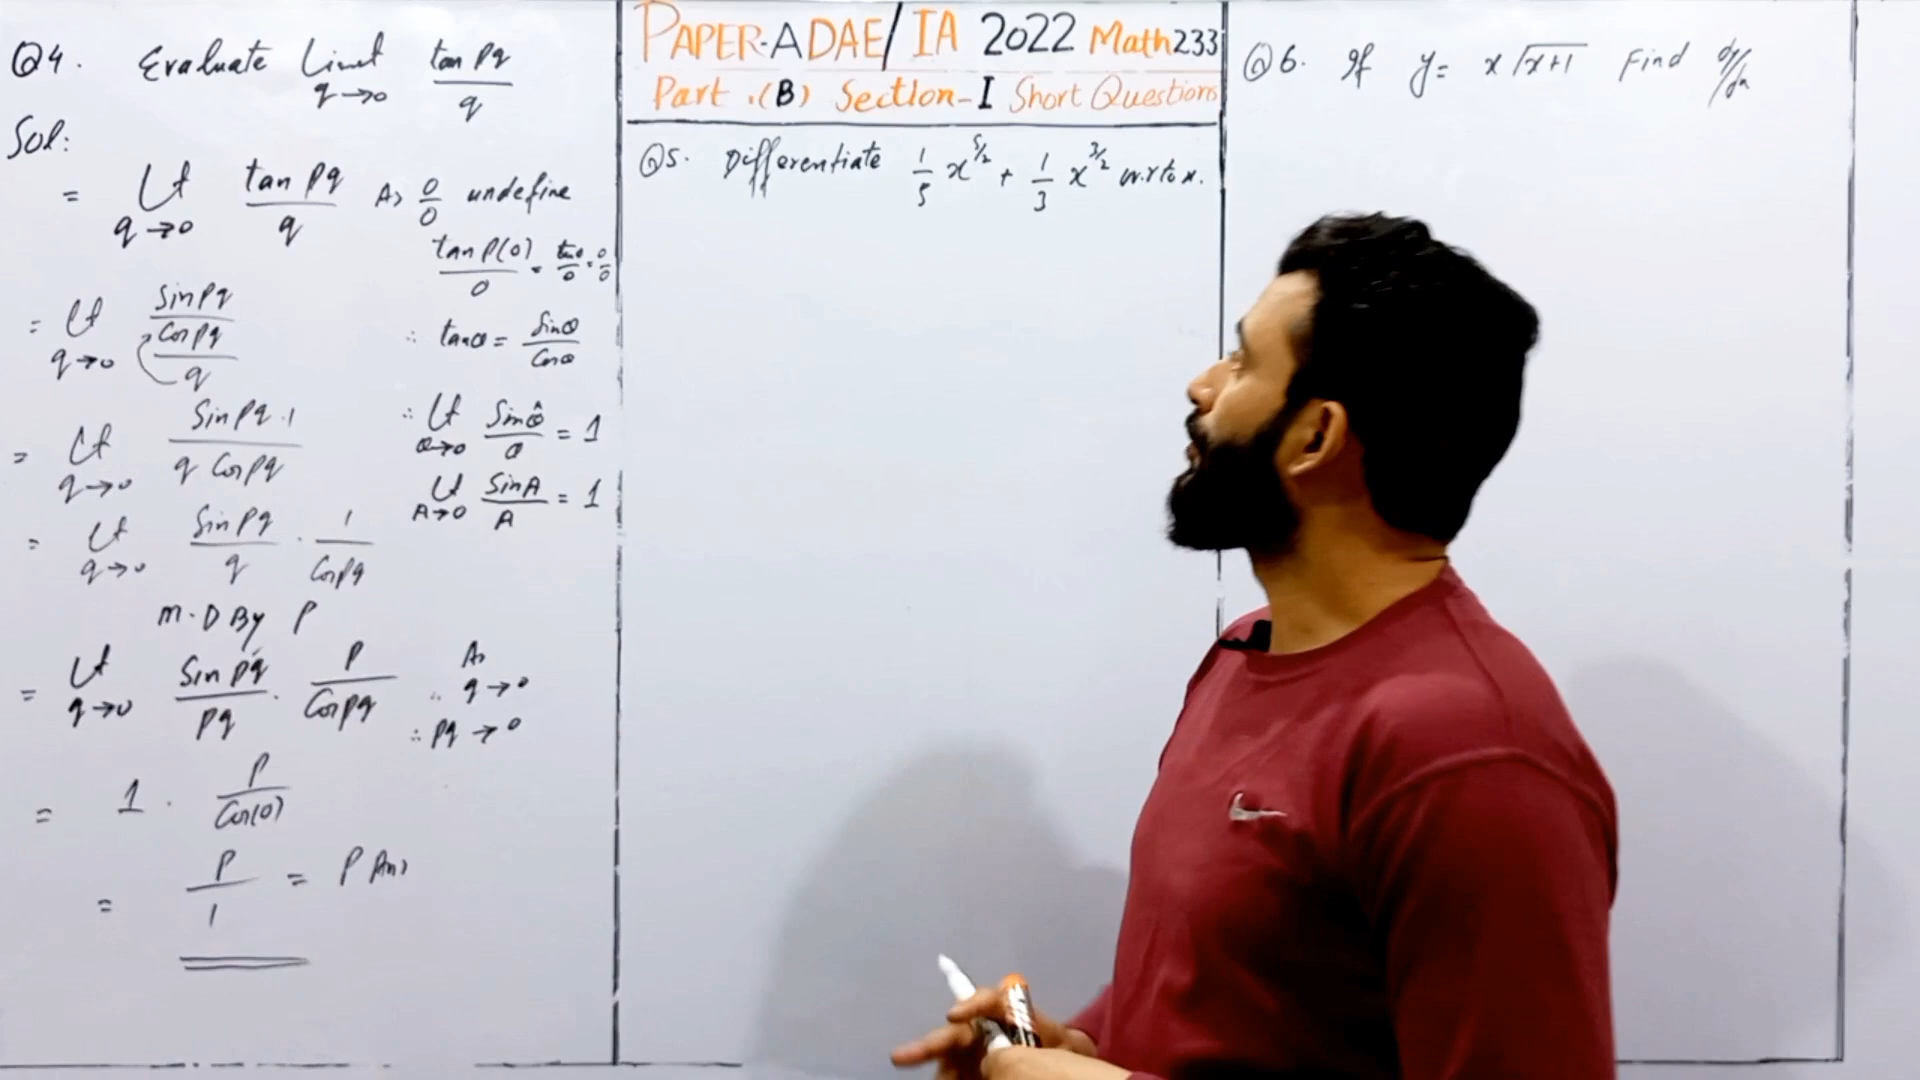 Q4. Evaluate Limit q→0 tan pq / q
Sol:
= Lt q→0 tan pq / q As 0/0 undefine
tan p(0) / 0 = tan0 / 0 = 0/0
= Lt q→0 Sin pq / Cos pq / q ∴ tanθ = Sinθ / Cosθ
= Lt q→0 Sin pq . 1 / q Cos pq ∴ Lt θ→0 Sinθ / θ = 1
Lt A→0 Sin A / A = 1
= Lt q→0 Sin pq / q . 1 / Cos pq
M.D By P
= Lt q→0 Sin pq / pq . P / Cos pq As ∴ q→0
∴ pq→0
= 1 . P / Cos(0)
= P / 1 = P Ans
PAPER-A DAE/IA 2022 Math 233
Part.(B) Section-I Short Questions
Q5. Differentiate 1/5 x^5/2 + 1/3 x^3/2 w.r to x.
Q6. If y = x √x+1 Find dy/dx